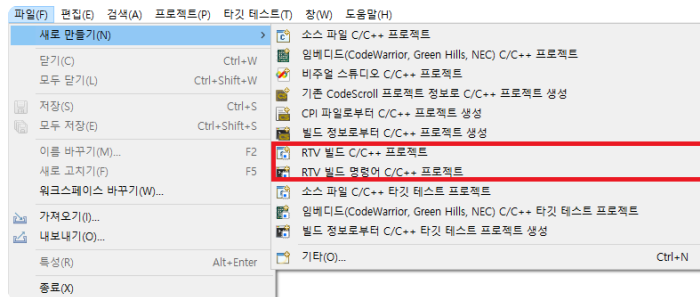 파일(F) 편집(E) 검색(A) 프로젝트(P) 타깃 테스트(T) 창(W) 도움말(H)
새로 만들기(N)
닫기(C) Ctrl+W
모두 닫기(L) Ctrl+Shift+W
저장(S) Ctrl+S
모두 저장(E) Ctrl+Shift+S
이름 바꾸기(M)... F2
새로 고치기(F) F5
워크스페이스 바꾸기(W)...
가져오기(I)...
내보내기(O)...
특성(R) Alt+Enter
종료(X)
소스 파일 C/C++ 프로젝트
임베디드(CodeWarrior, Green Hills, NEC) C/C++ 프로젝트
비주얼 스튜디오 C/C++ 프로젝트
기존 CodeScroll 프로젝트 정보로 C/C++ 프로젝트 생성
CPI 파일로부터 C/C++ 프로젝트 생성
빌드 정보로부터 C/C++ 프로젝트 생성
RTV 빌드 C/C++ 프로젝트
RTV 빌드 명령어 C/C++ 프로젝트
소스 파일 C/C++ 타깃 테스트 프로젝트
임베디드(CodeWarrior, Green Hills, NEC) C/C++ 타깃 테스트 프로젝트
빌드 정보로부터 C/C++ 타깃 테스트 프로젝트 생성
기타(O)... Ctrl+N